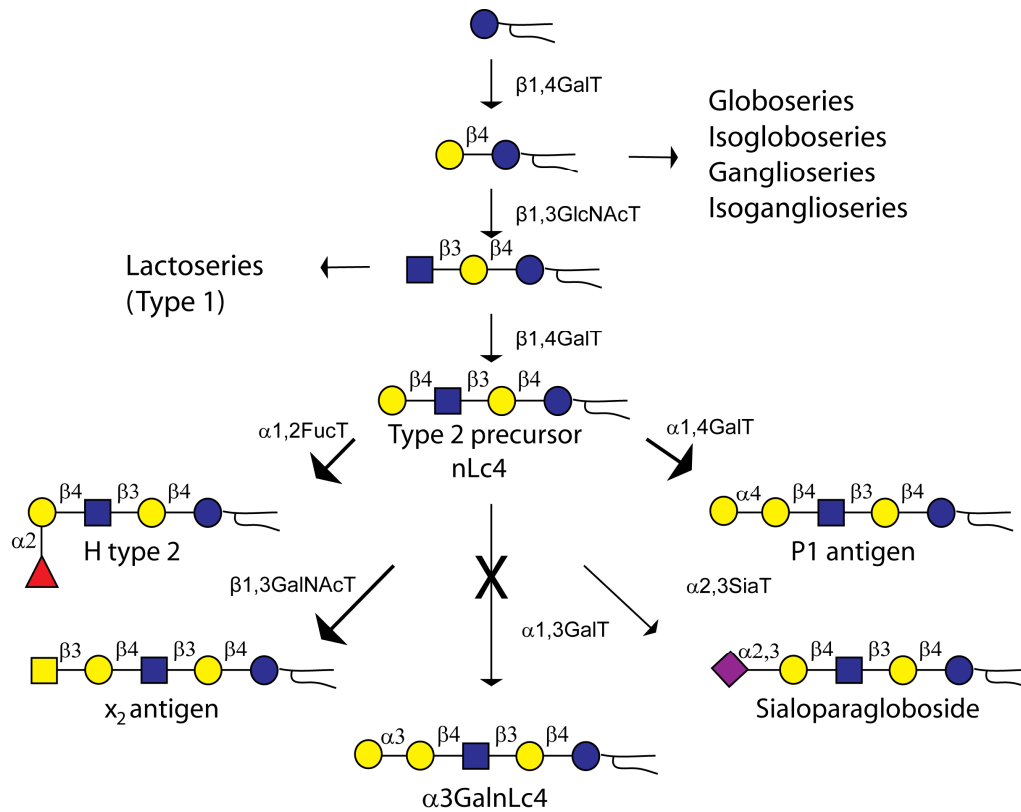 β1,4GalT
Globoseries
Isogloboseries
Ganglioseries
Isoganglioseries
β4
β1,3GlcNAcT
Lactoseries
(Type 1)
β3 β4
β1,4GalT
β4 β3 β4
Type 2 precursor
nLc4
α1,2FucT
α1,4GalT
β4 β3 β4
α2
H type 2
α4 β4 β3 β4
P1 antigen
X
β1,3GalNAcT
α1,3GalT
α2,3SiaT
β3 β4 β3 β4
x₂ antigen
α2,3 β4 β3 β4
Sialoparagloboside
α3 β4 β3 β4
α3GalnLc4